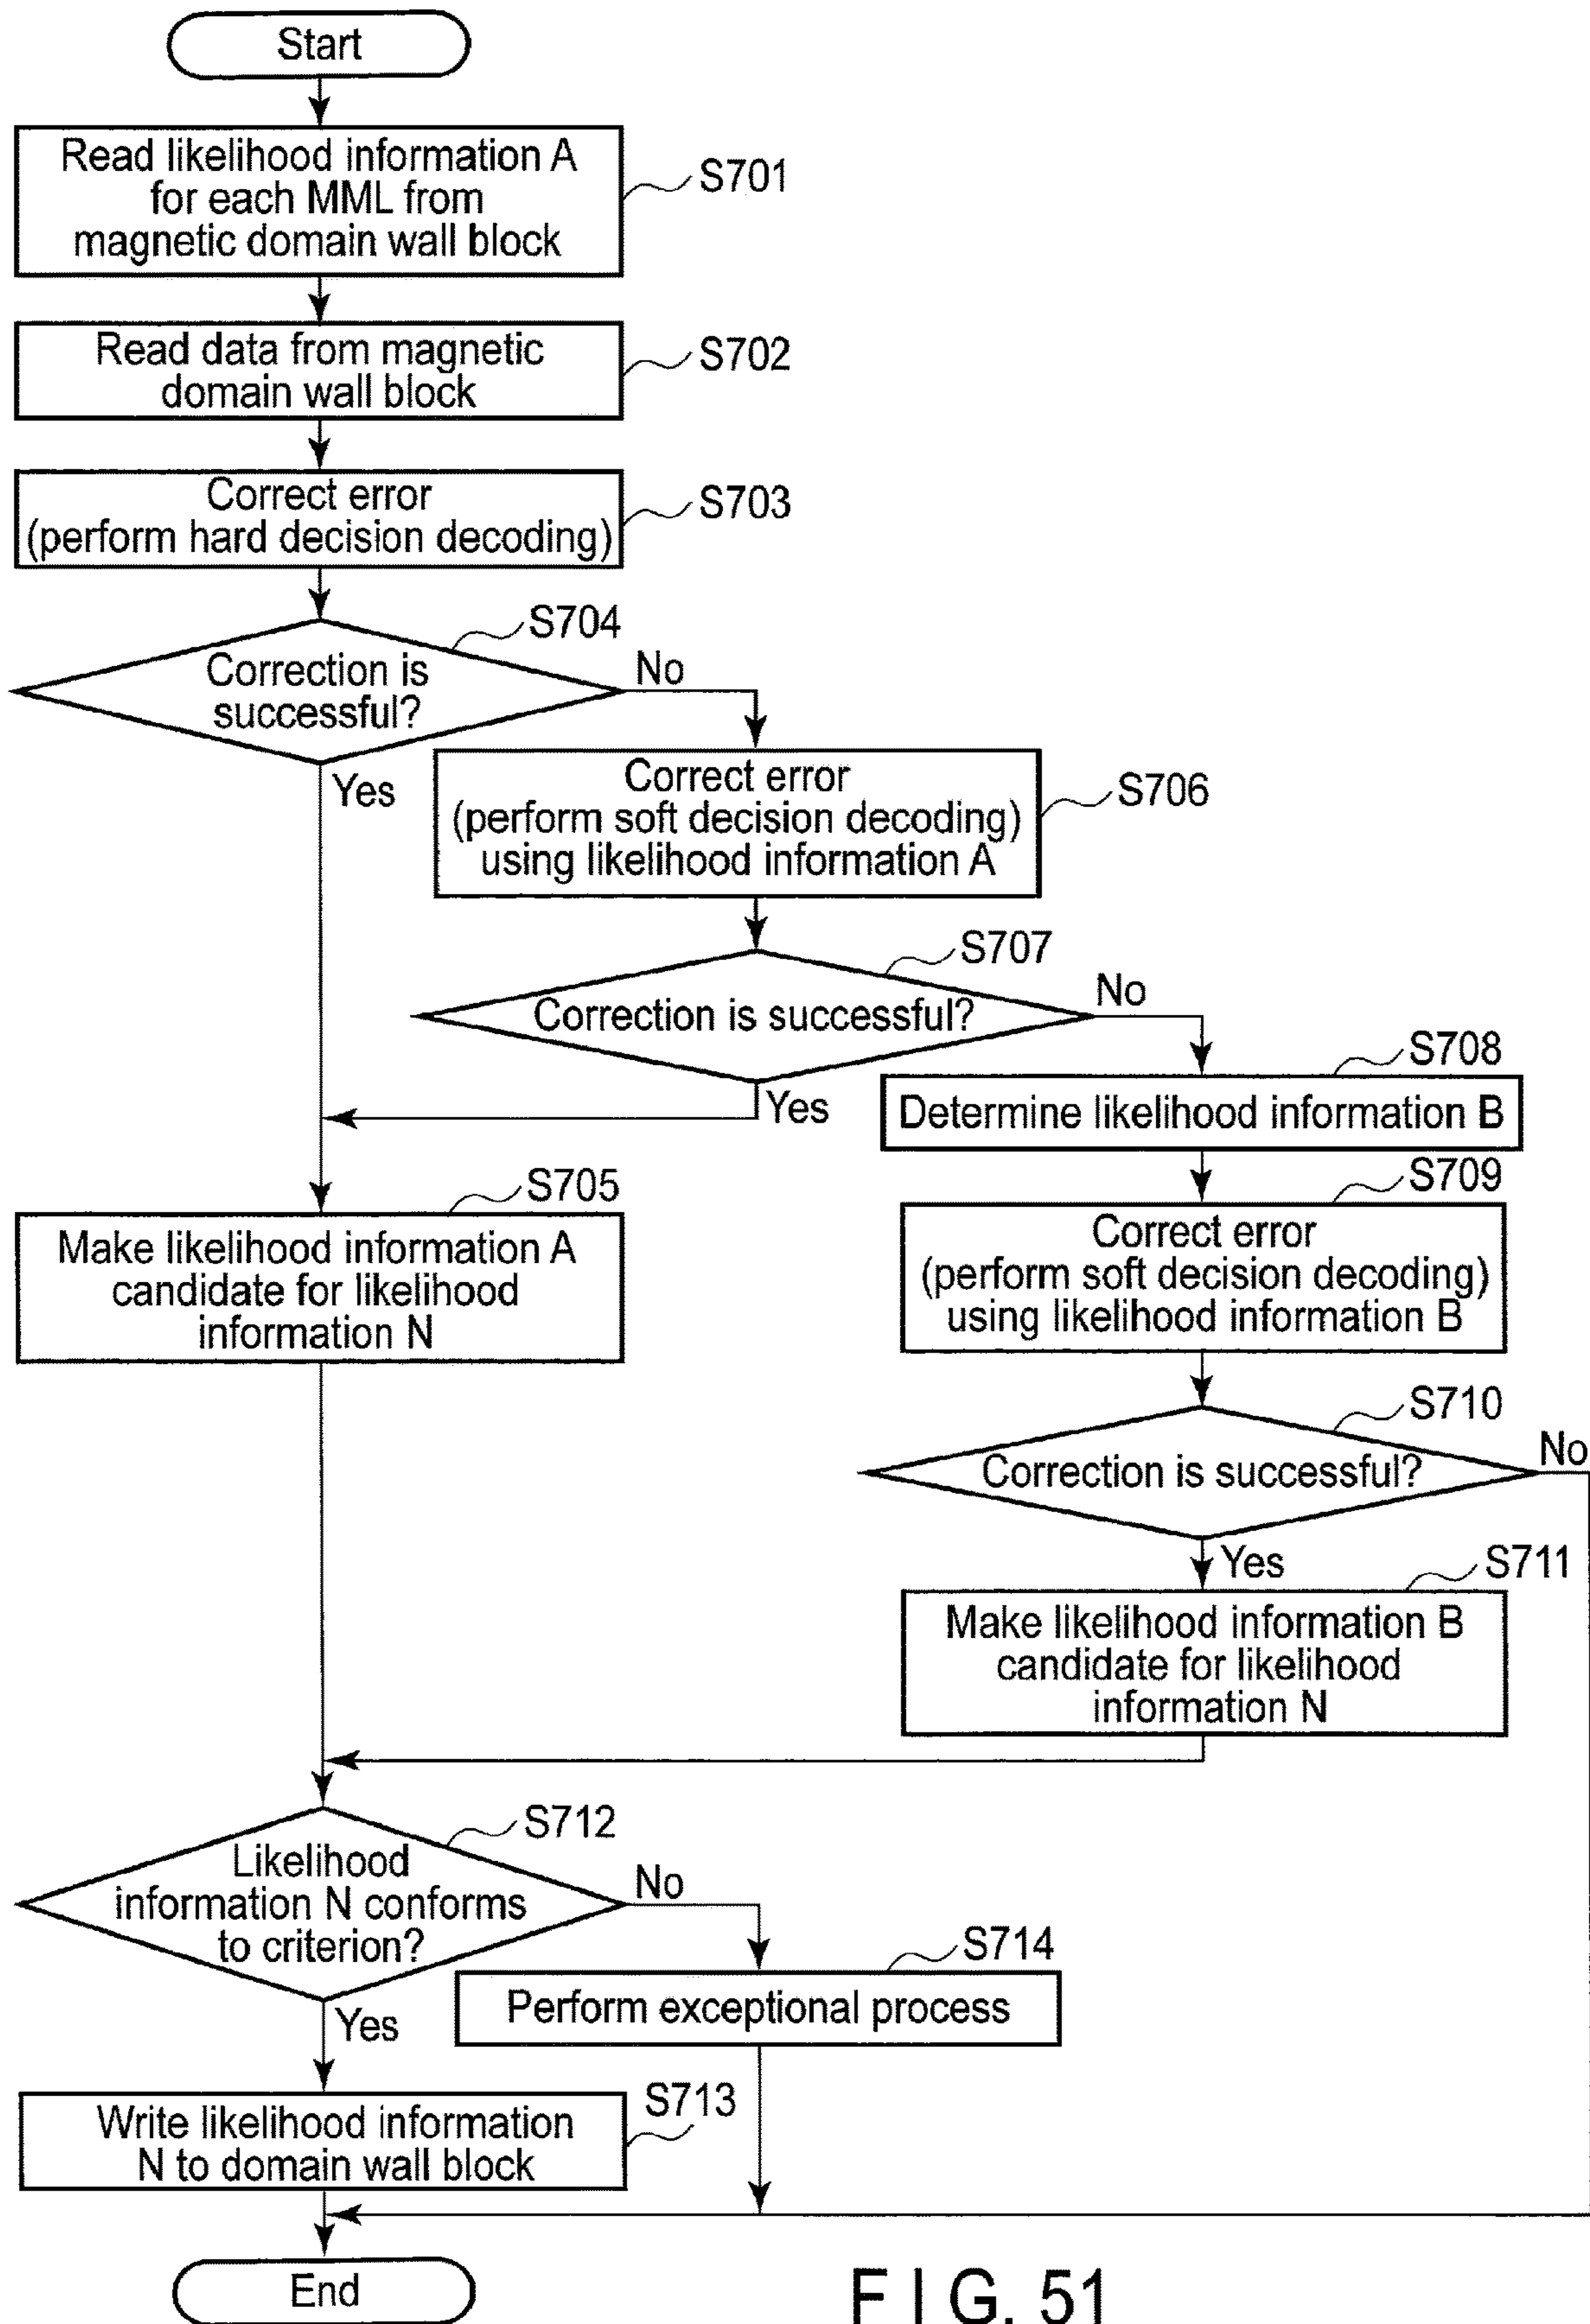 Start
Read likelihood information A
for each MML from
magnetic domain wall block
S701
Read data from magnetic
domain wall block
S702
Correct error
(perform hard decision decoding)
S703
S704
Correction is
successful?
No
Yes
Correct error
(perform soft decision decoding)
using likelihood information A
S706
S707
Correction is successful?
No
Yes
S708
Determine likelihood information B
S705
Make likelihood information A
candidate for likelihood
information N
S709
Correct error
(perform soft decision decoding)
using likelihood information B
S710
Correction is successful?
No
Yes
S711
Make likelihood information B
candidate for likelihood
information N
S712
Likelihood
information N conforms
to criterion?
No
Yes
S714
Perform exceptional process
S713
Write likelihood information
N to domain wall block
End
FIG. 51